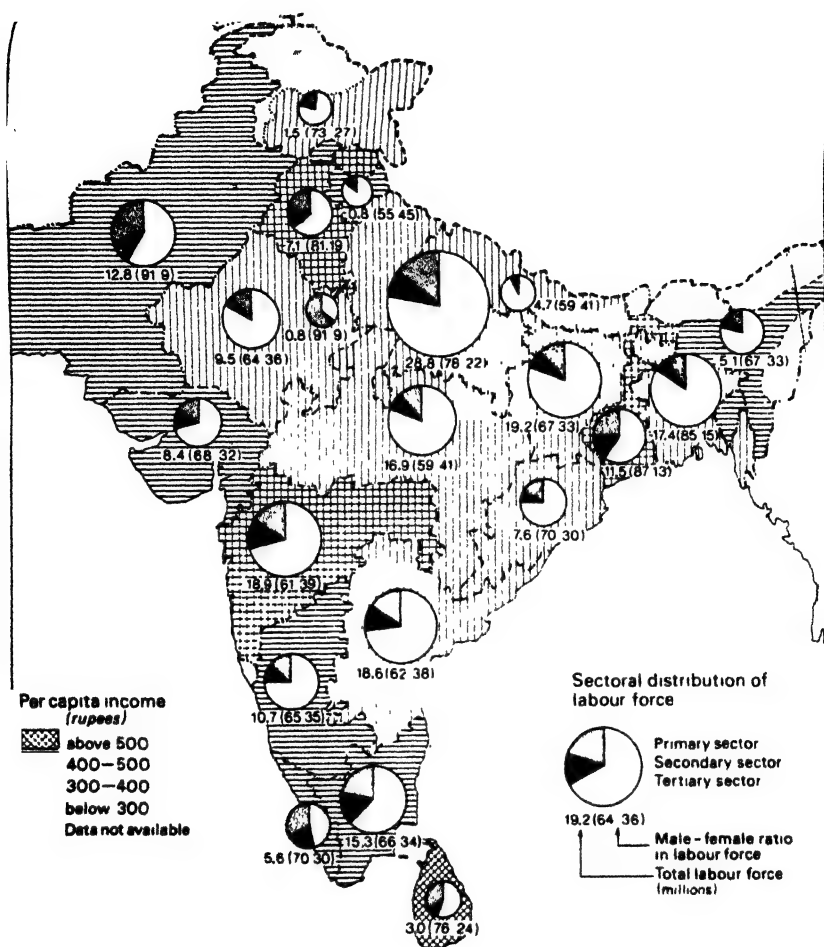 1.5 (73 27)
0.8 (55 45)
7.1 (81.19)
12.8 (91 9)
4.7 (59 41)
0.8 (91 9)
9.5 (64 36)
28.8 (78 22)
5.1 (67 33)
19.2 (67 33)
17.4 (85 15)
8.4 (68 32)
16.9 (59 41)
11.5 (87 13)
7.6 (70 30)
18.9 (61 39)
18.6 (62 38)
10.7 (65 35)
15.3 (66 34)
5.6 (70 30)
3.0 (76 24)
Per capita income
(rupees)
above 500
400–500
300–400
below 300
Data not available
Sectoral distribution of
labour force
Primary sector
Secondary sector
Tertiary sector
19.2 (64 36)
Male-female ratio
in labour force
Total labour force
(millions)